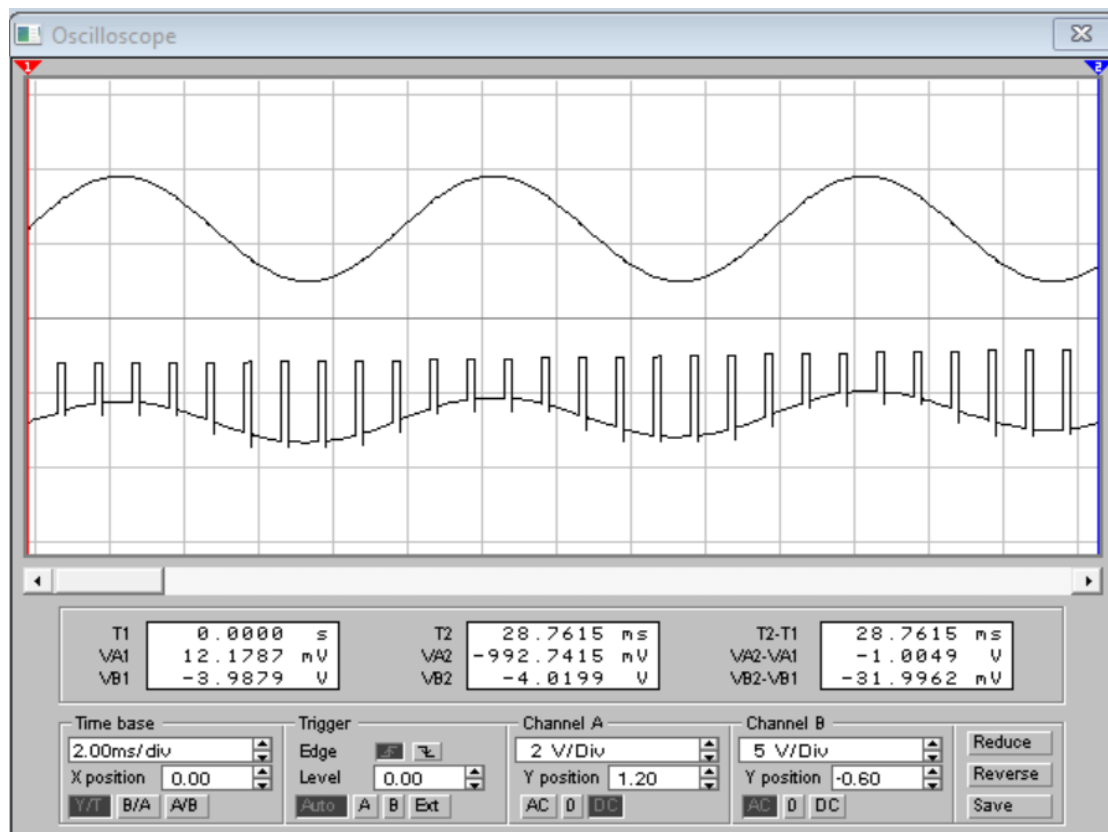 Oscilloscope
1 2
T1 0.0000 s T2 28.7615 ms T2-T1 28.7615 ms
VA1 12.1787 mV VA2 -992.7415 mV VA2-VA1 -1.0049 V
VB1 -3.9879 V VB2 -4.0199 V VB2-VB1 -31.9962 mV
Time base Trigger Channel A Channel B
2.00ms/div Edge 2 V/Div 5 V/Div Reduce
X position 0.00 Level 0.00 Y position 1.20 Y position -0.60 Reverse
Y/T B/A A/B Auto A B Ext AC 0 DC AC 0 DC Save